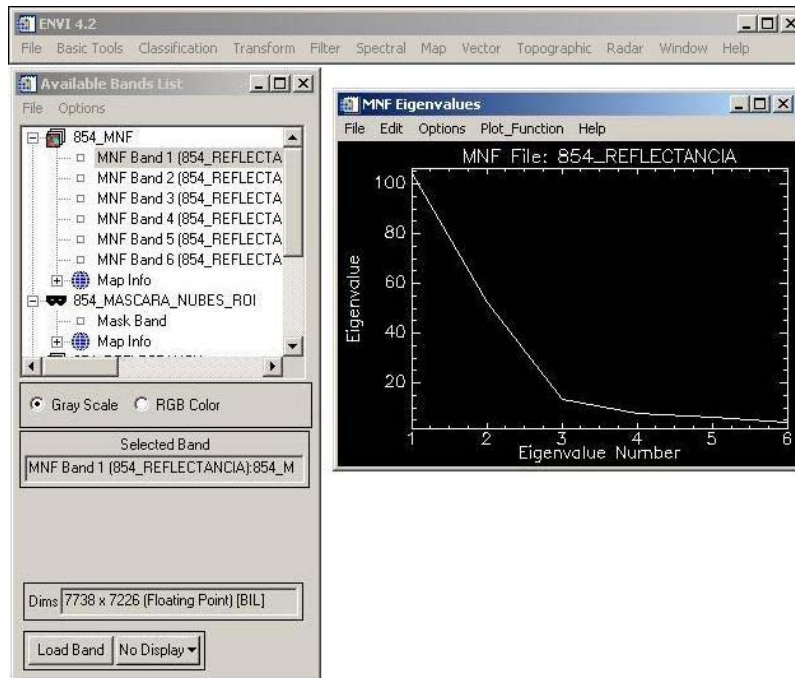 ENVI 4.2
File Basic Tools Classification Transform Filter Spectral Map Vector Topographic Radar Window Help
Available Bands List
File Options
854_MNF
MNF Band 1 (854_REFLECTA
MNF Band 2 (854_REFLECTA
MNF Band 3 (854_REFLECTA
MNF Band 4 (854_REFLECTA
MNF Band 5 (854_REFLECTA
MNF Band 6 (854_REFLECTA
Map Info
854_MASCARA_NUBES_ROI
Mask Band
Map Info
Gray Scale RGB Color
Selected Band
MNF Band 1 (854_REFLECTANCIA):854_M
Dims 7738 x 7226 (Floating Point) [BIL]
Load Band No Display
MNF Eigenvalues
File Edit Options Plot_Function Help
MNF File: 854_REFLECTANCIA
100
80
60
40
20
Eigenvalue
1 2 3 4 5 6
Eigenvalue Number